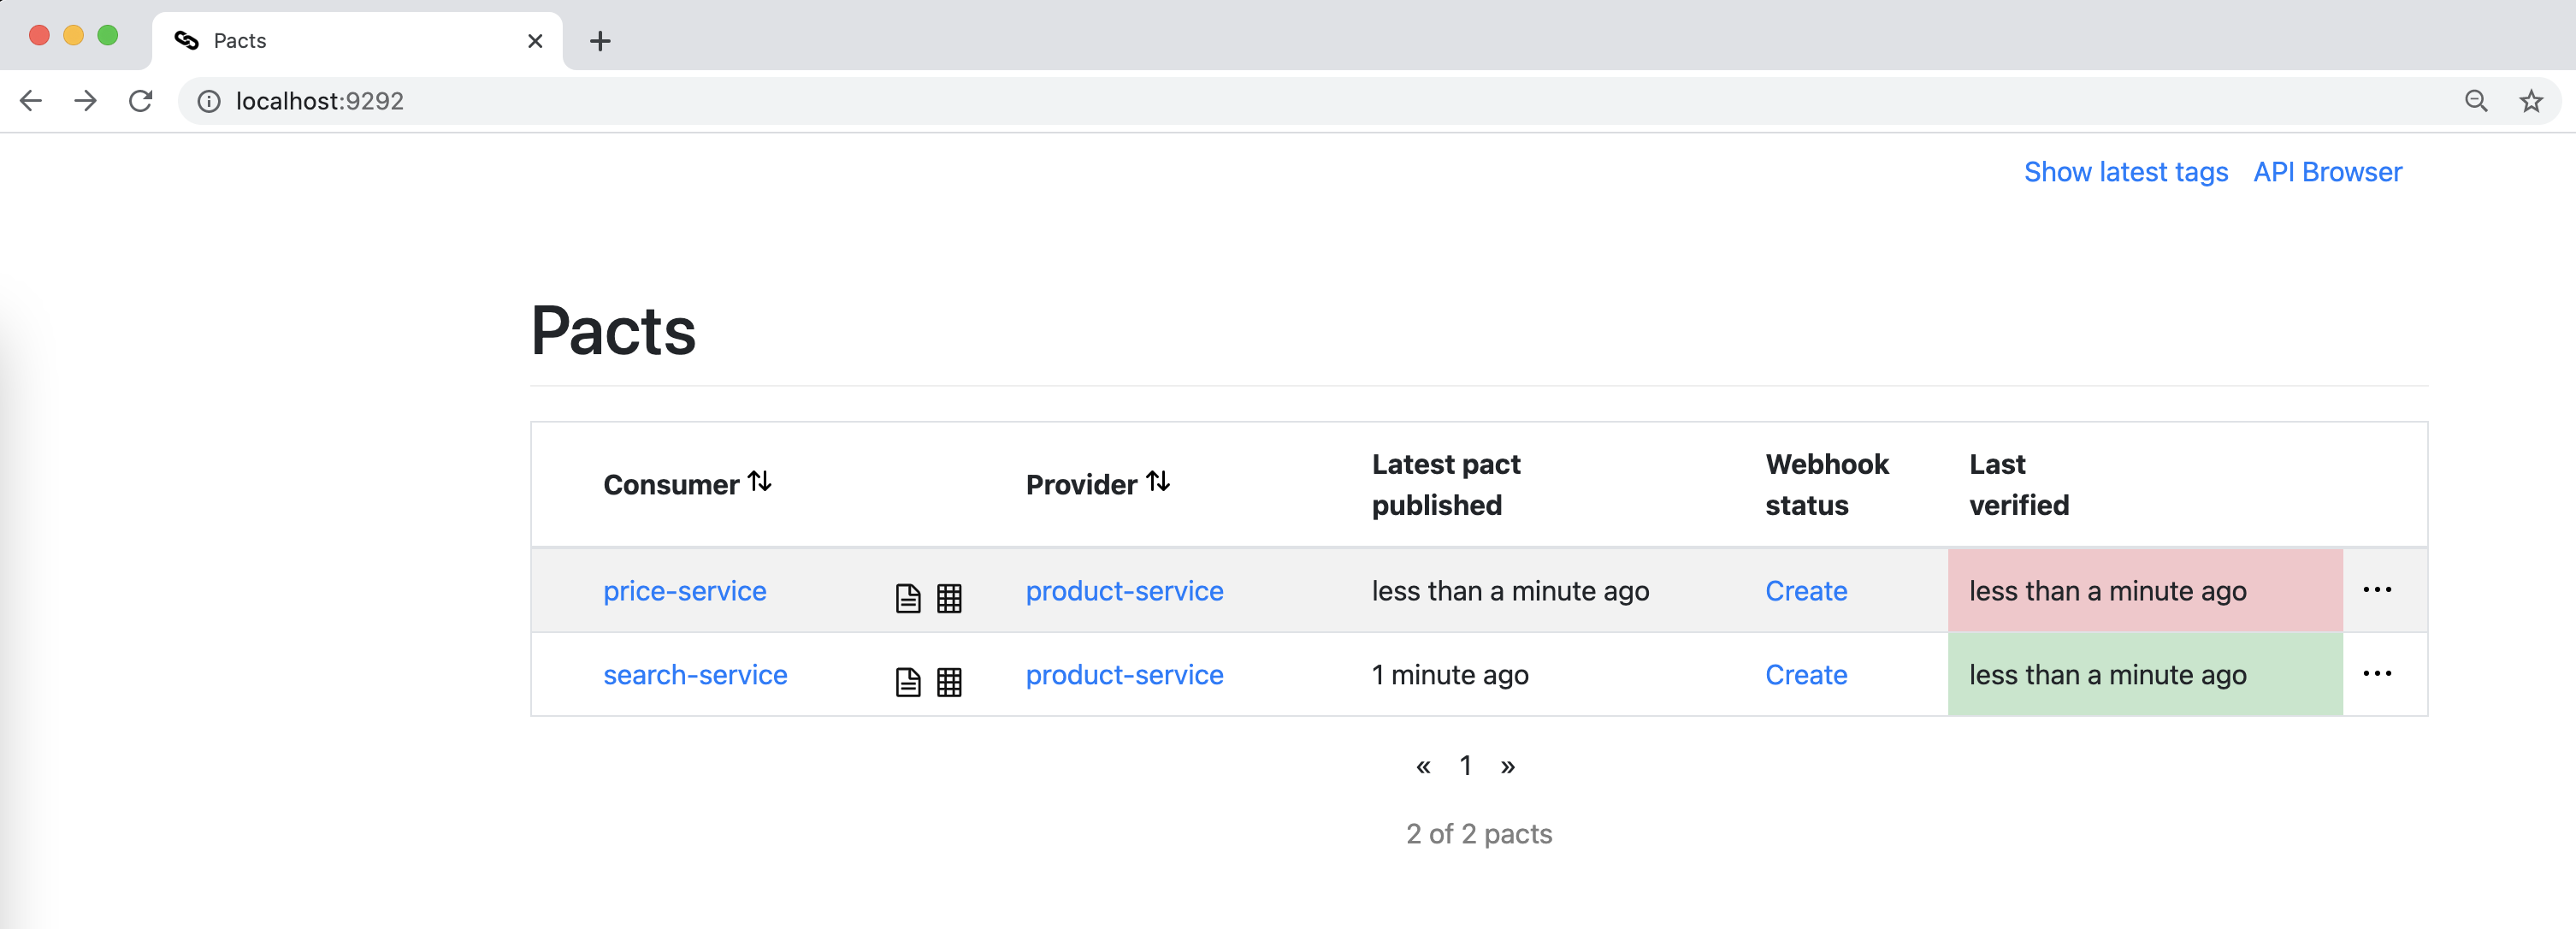 Pacts
localhost:9292
Show latest tags API Browser
Pacts
Consumer Provider Latest pact published Webhook status Last verified
price-service product-service less than a minute ago Create less than a minute ago ...
search-service product-service 1 minute ago Create less than a minute ago ...
« 1 »
2 of 2 pacts